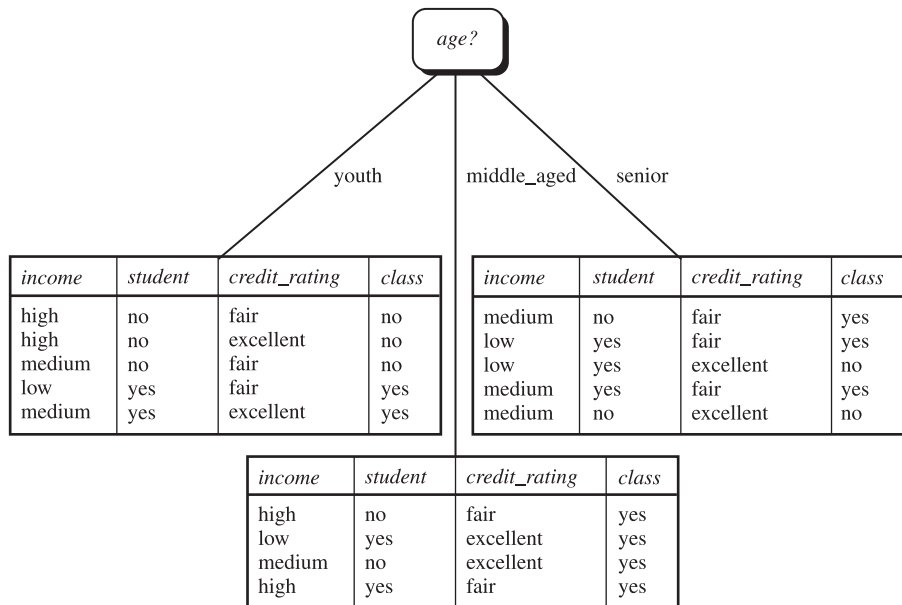 age?
youth
middle_aged
senior
income student credit_rating class
high no fair no
high no excellent no
medium no fair no
low yes fair yes
medium yes excellent yes
income student credit_rating class
medium no fair yes
low yes fair yes
low yes excellent no
medium yes fair yes
medium no excellent no
income student credit_rating class
high no fair yes
low yes excellent yes
medium no excellent yes
high yes fair yes